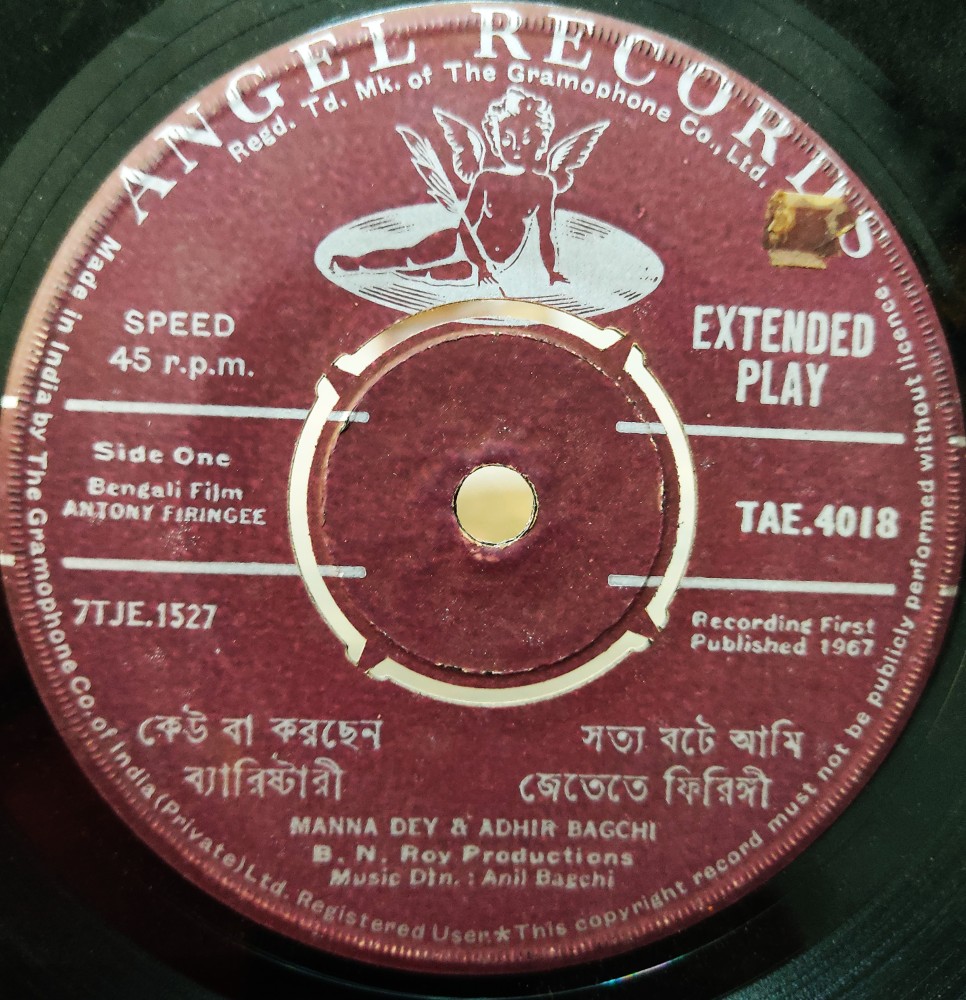 ANGEL RECORDS
Regd. Td. Mk. of The Gramophone Co., Ltd.
SPEED
45 r.p.m.
EXTENDED
PLAY
Side One
Bengali Film
ANTONY FIRINGEE
TAE.4018
7TJE.1527
Recording First
Published 1967
কেউ বা করছেন
ব্যারিষ্টারী
সত্য বটে আমি
জেতেতে ফিরিঙ্গী
MANNA DEY & ADHIR BAGCHI
B. N. Roy Productions
Music Dtn. : Anil Bagchi
Made in India by The Gramophone Co. of India (Private) Ltd. Registered User.★This copyright record must not be publicly performed without licence.